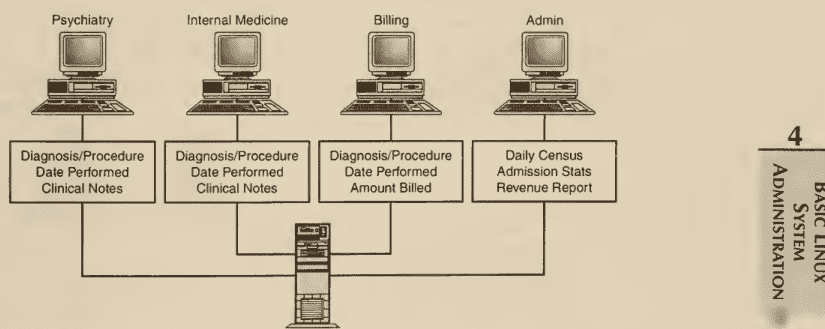 Psychiatry
Internal Medicine
Billing
Admin
Diagnosis/Procedure
Date Performed
Clinical Notes
Diagnosis/Procedure
Date Performed
Clinical Notes
Diagnosis/Procedure
Date Performed
Amount Billed
Daily Census
Admission Stats
Revenue Report
4
BASIC LINUX
SYSTEM
ADMINISTRATION